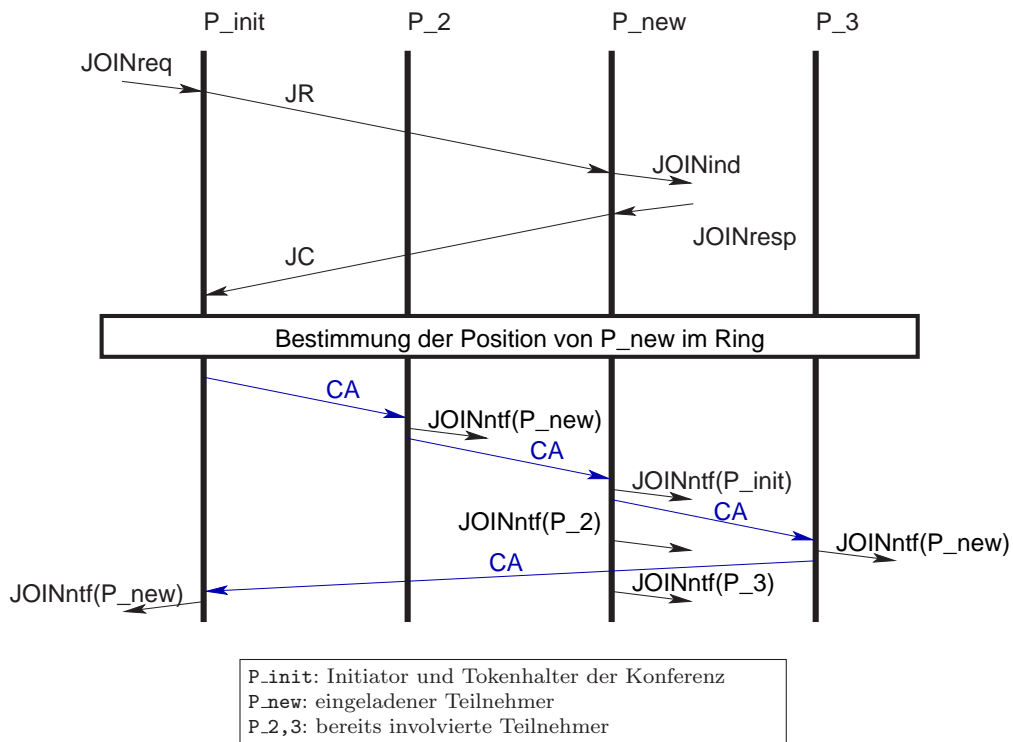 P_init P_2 P_new P_3
JOINreq
JR
JOINind
JOINresp
JC
Bestimmung der Position von P_new im Ring
CA
JOINntf(P_new)
CA
JOINntf(P_init)
CA
JOINntf(P_2)
JOINntf(P_new)
CA
JOINntf(P_3)
JOINntf(P_new)
P_init: Initiator und Tokenhalter der Konferenz
P_new: eingeladener Teilnehmer
P_2,3: bereits involvierte Teilnehmer